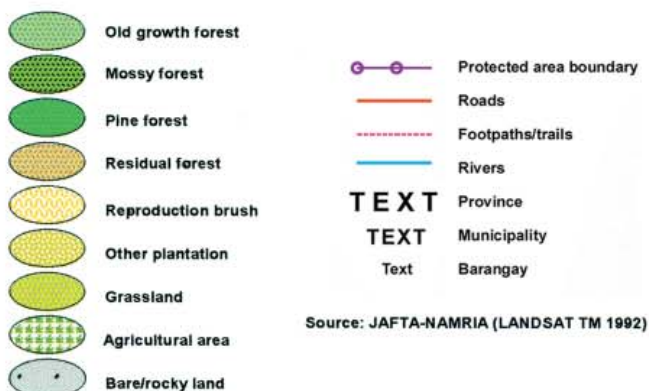 Old growth forest
Mossy forest
Pine forest
Residual forest
Reproduction brush
Other plantation
Grassland
Agricultural area
Bare/rocky land
Protected area boundary
Roads
Footpaths/trails
Rivers
TEXT Province
TEXT Municipality
Text Barangay
Source: JAFTA-NAMRIA (LANDSAT TM 1992)